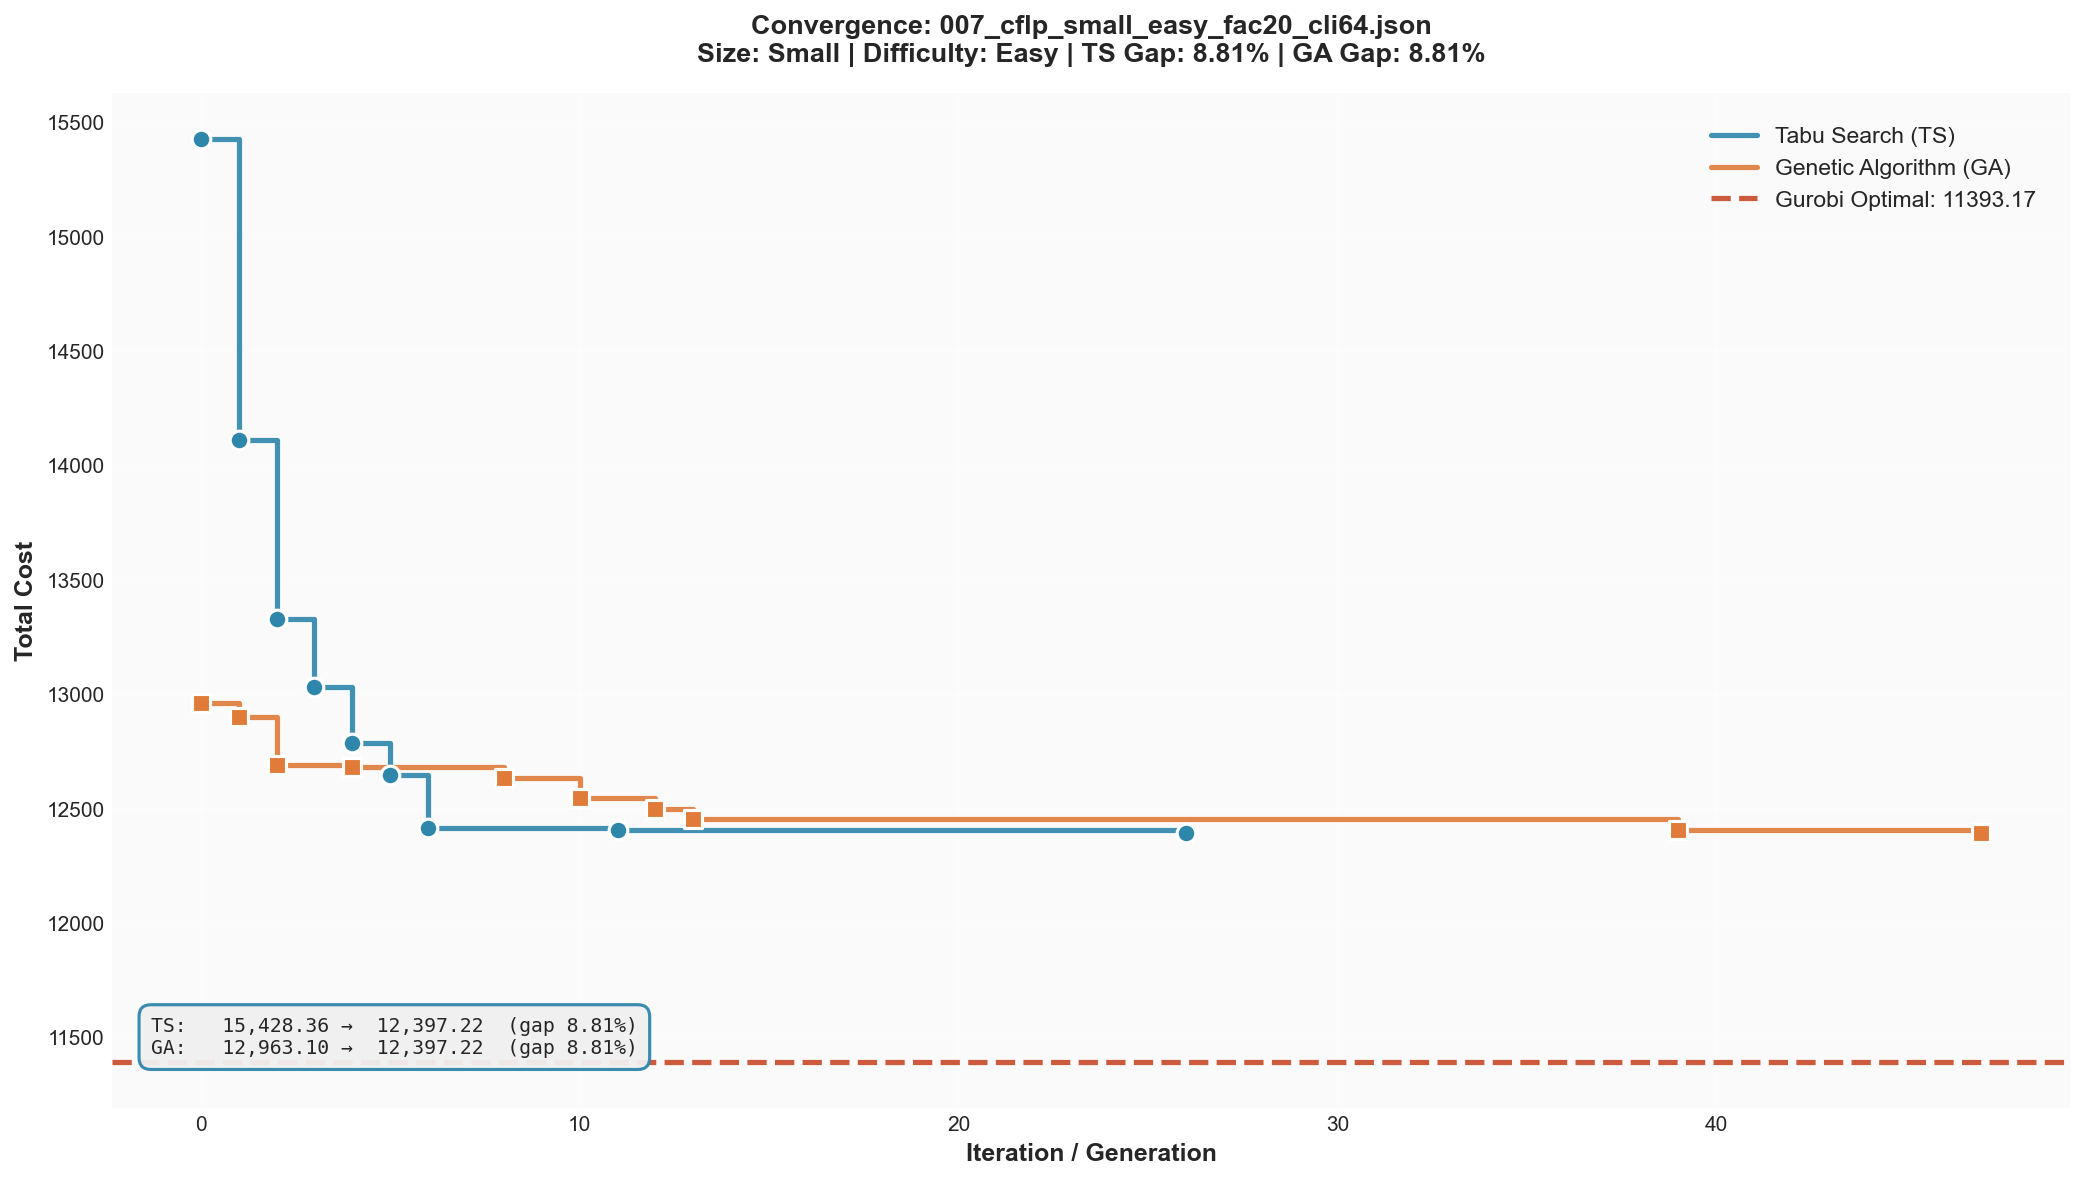 Convergence: 007_cflp_small_easy_fac20_cli64.json
Size: Small | Difficulty: Easy | TS Gap: 8.81% | GA Gap: 8.81%
Tabu Search (TS)
Genetic Algorithm (GA)
Gurobi Optimal: 11393.17
Total Cost
15500
15000
14500
14000
13500
13000
12500
12000
11500
TS: 15,428.36 → 12,397.22 (gap 8.81%)
GA: 12,963.10 → 12,397.22 (gap 8.81%)
0 10 20 30 40
Iteration / Generation